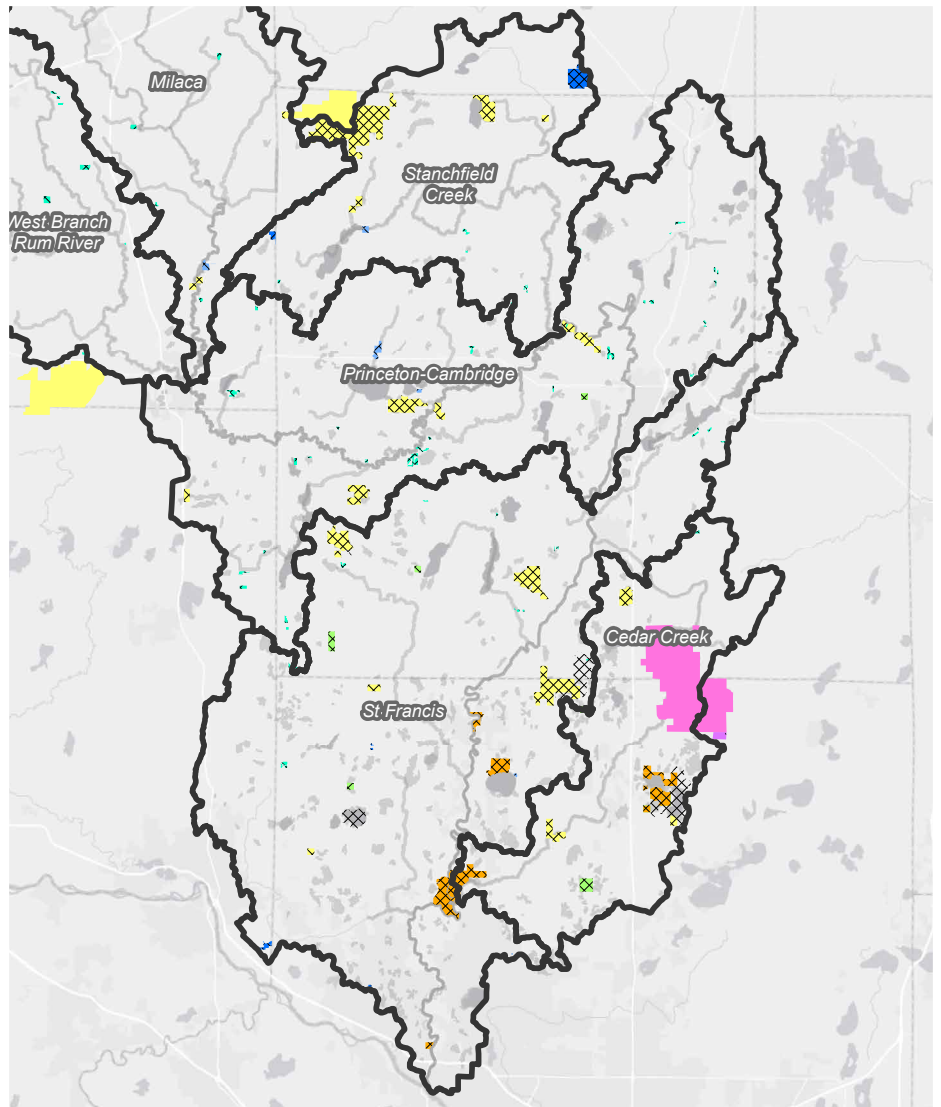 Milaca
Stanchfield
Creek
West Branch
Rum River
Princeton-Cambridge
Cedar Creek
St Francis